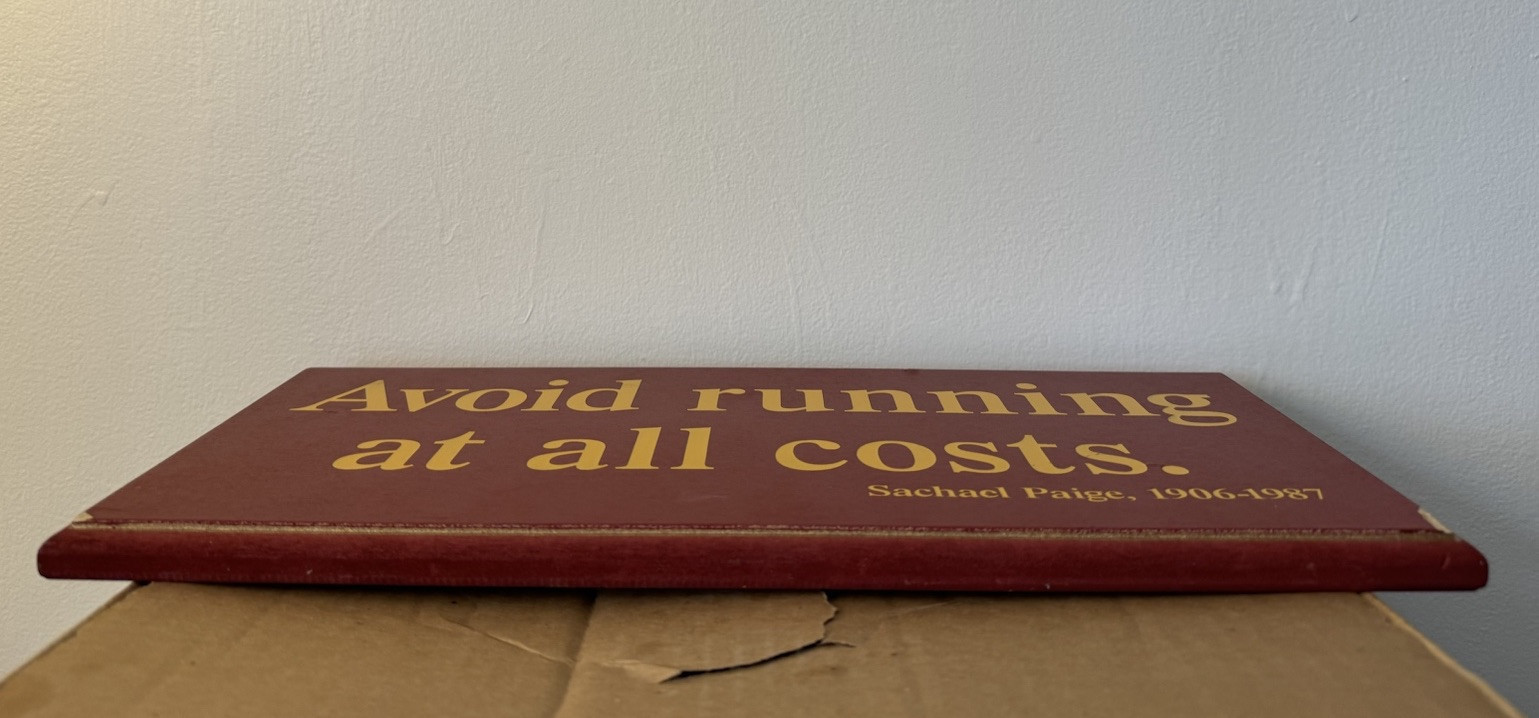 Avoid running
at all costs.
Sachael Paige, 1906-1987